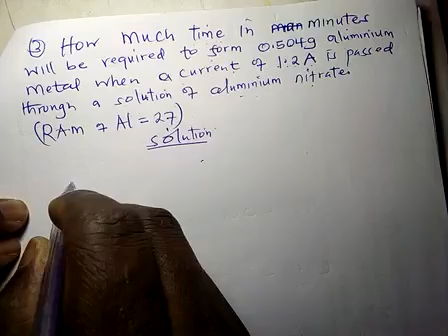 ③ How much time in minutes
will be required to form 0.504g aluminium
metal when a current of 1.2A is passed
through a solution of aluminium nitrate.
(R.A.m of Al = 27)
Solution